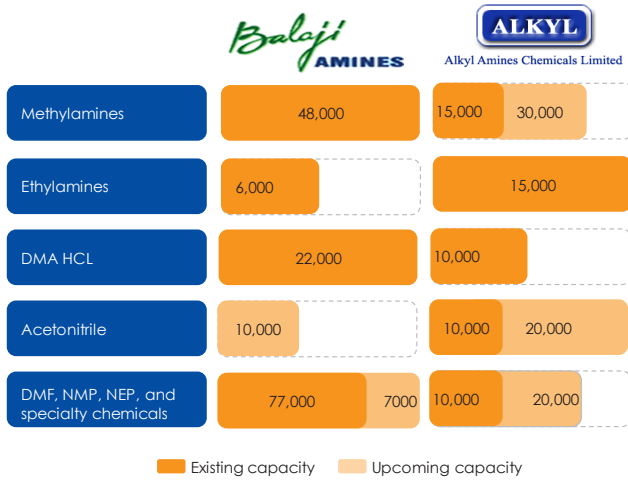 Balaji
AMINES
ALKYL
Alkyl Amines Chemicals Limited
Methylamines
48,000
15,000
30,000
Ethylamines
6,000
15,000
DMA HCL
22,000
10,000
Acetonitrile
10,000
10,000
20,000
DMF, NMP, NEP, and
specialty chemicals
77,000
7000
10,000
20,000
Existing capacity
Upcoming capacity